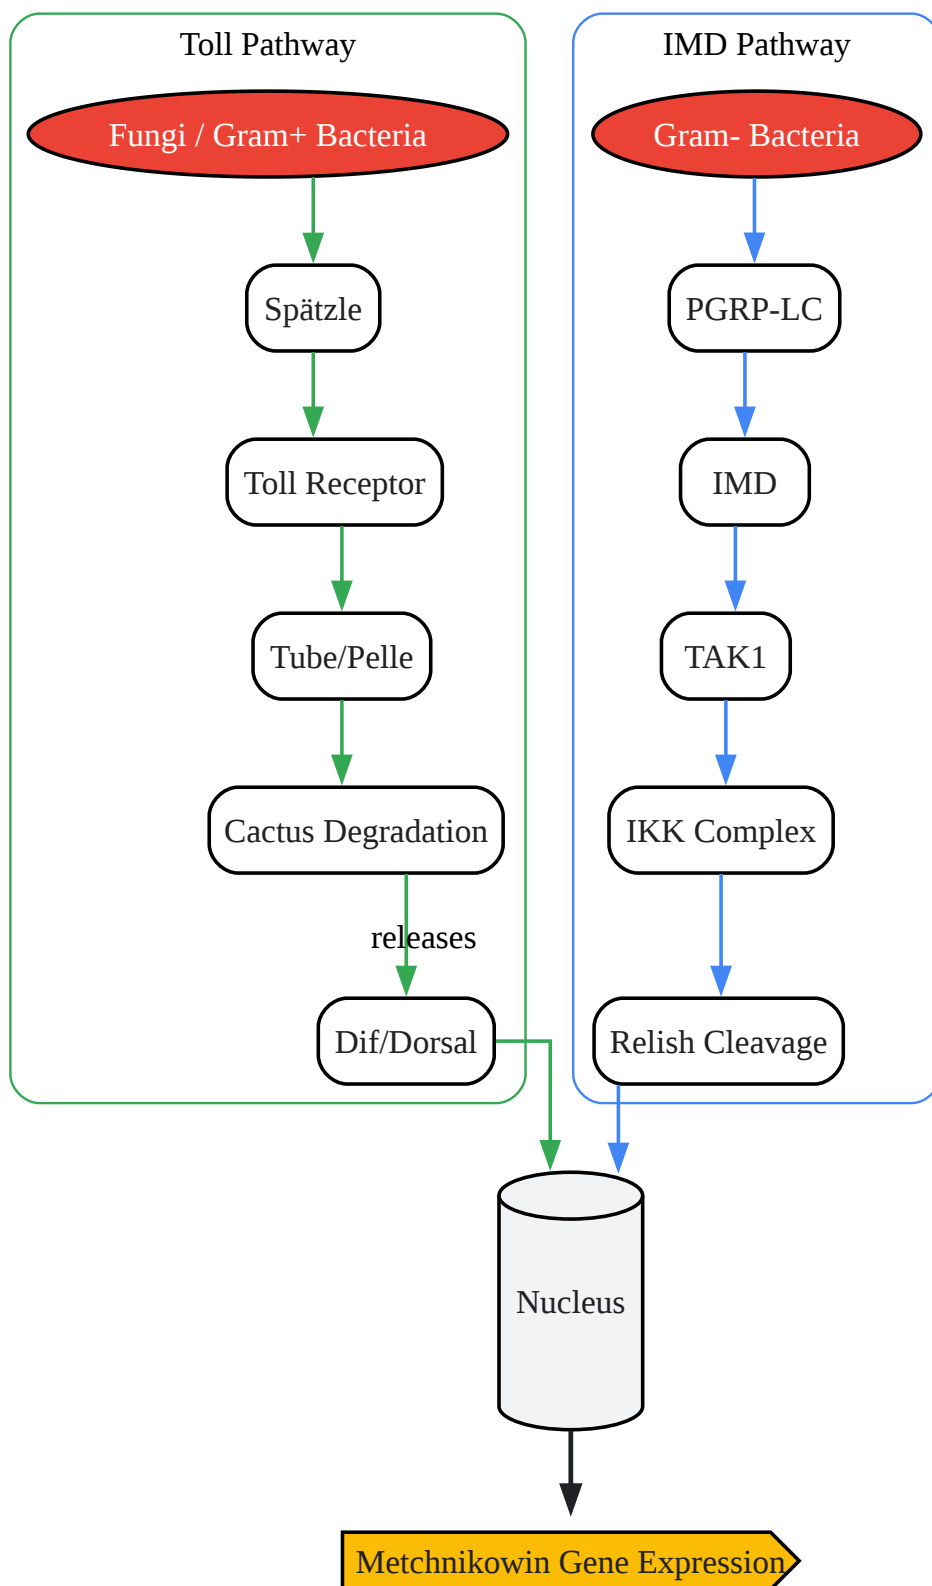 Toll Pathway
Fungi / Gram+ Bacteria
Spätzle
Toll Receptor
Tube/Pelle
Cactus Degradation
releases
Dif/Dorsal
IMD Pathway
Gram- Bacteria
PGRP-LC
IMD
TAK1
IKK Complex
Relish Cleavage
Nucleus
Metchnikowin Gene Expression